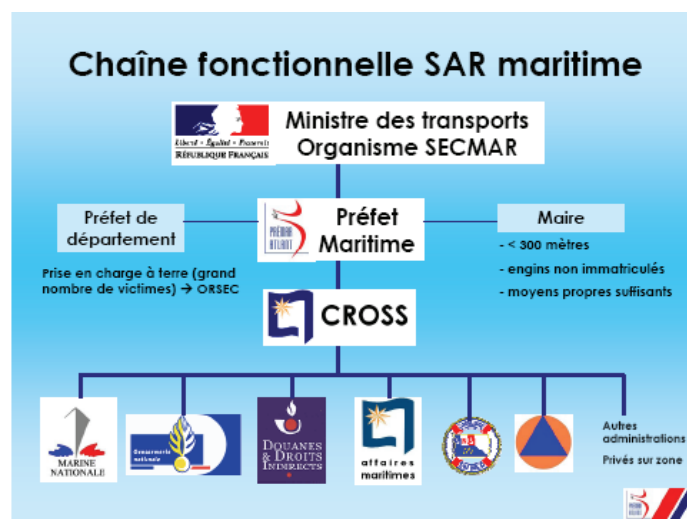 Chaîne fonctionnelle SAR maritime
Ministre des transports
Organisme SECMAR
Liberté • Égalité • Fraternité
RÉPUBLIQUE FRANÇAISE
Préfet de
département
PRÉMAR
ATLANT
Préfet
Maritime
Maire
- < 300 mètres
- engins non immatriculés
- moyens propres suffisants
Prise en charge à terre (grand
nombre de victimes) → ORSEC
CROSS
MARINE
NATIONALE
Gendarmerie
nationale
DOUANES
& DROITS
INDIRECTS
affaires
maritimes
Autres
administrations
Privés sur zone